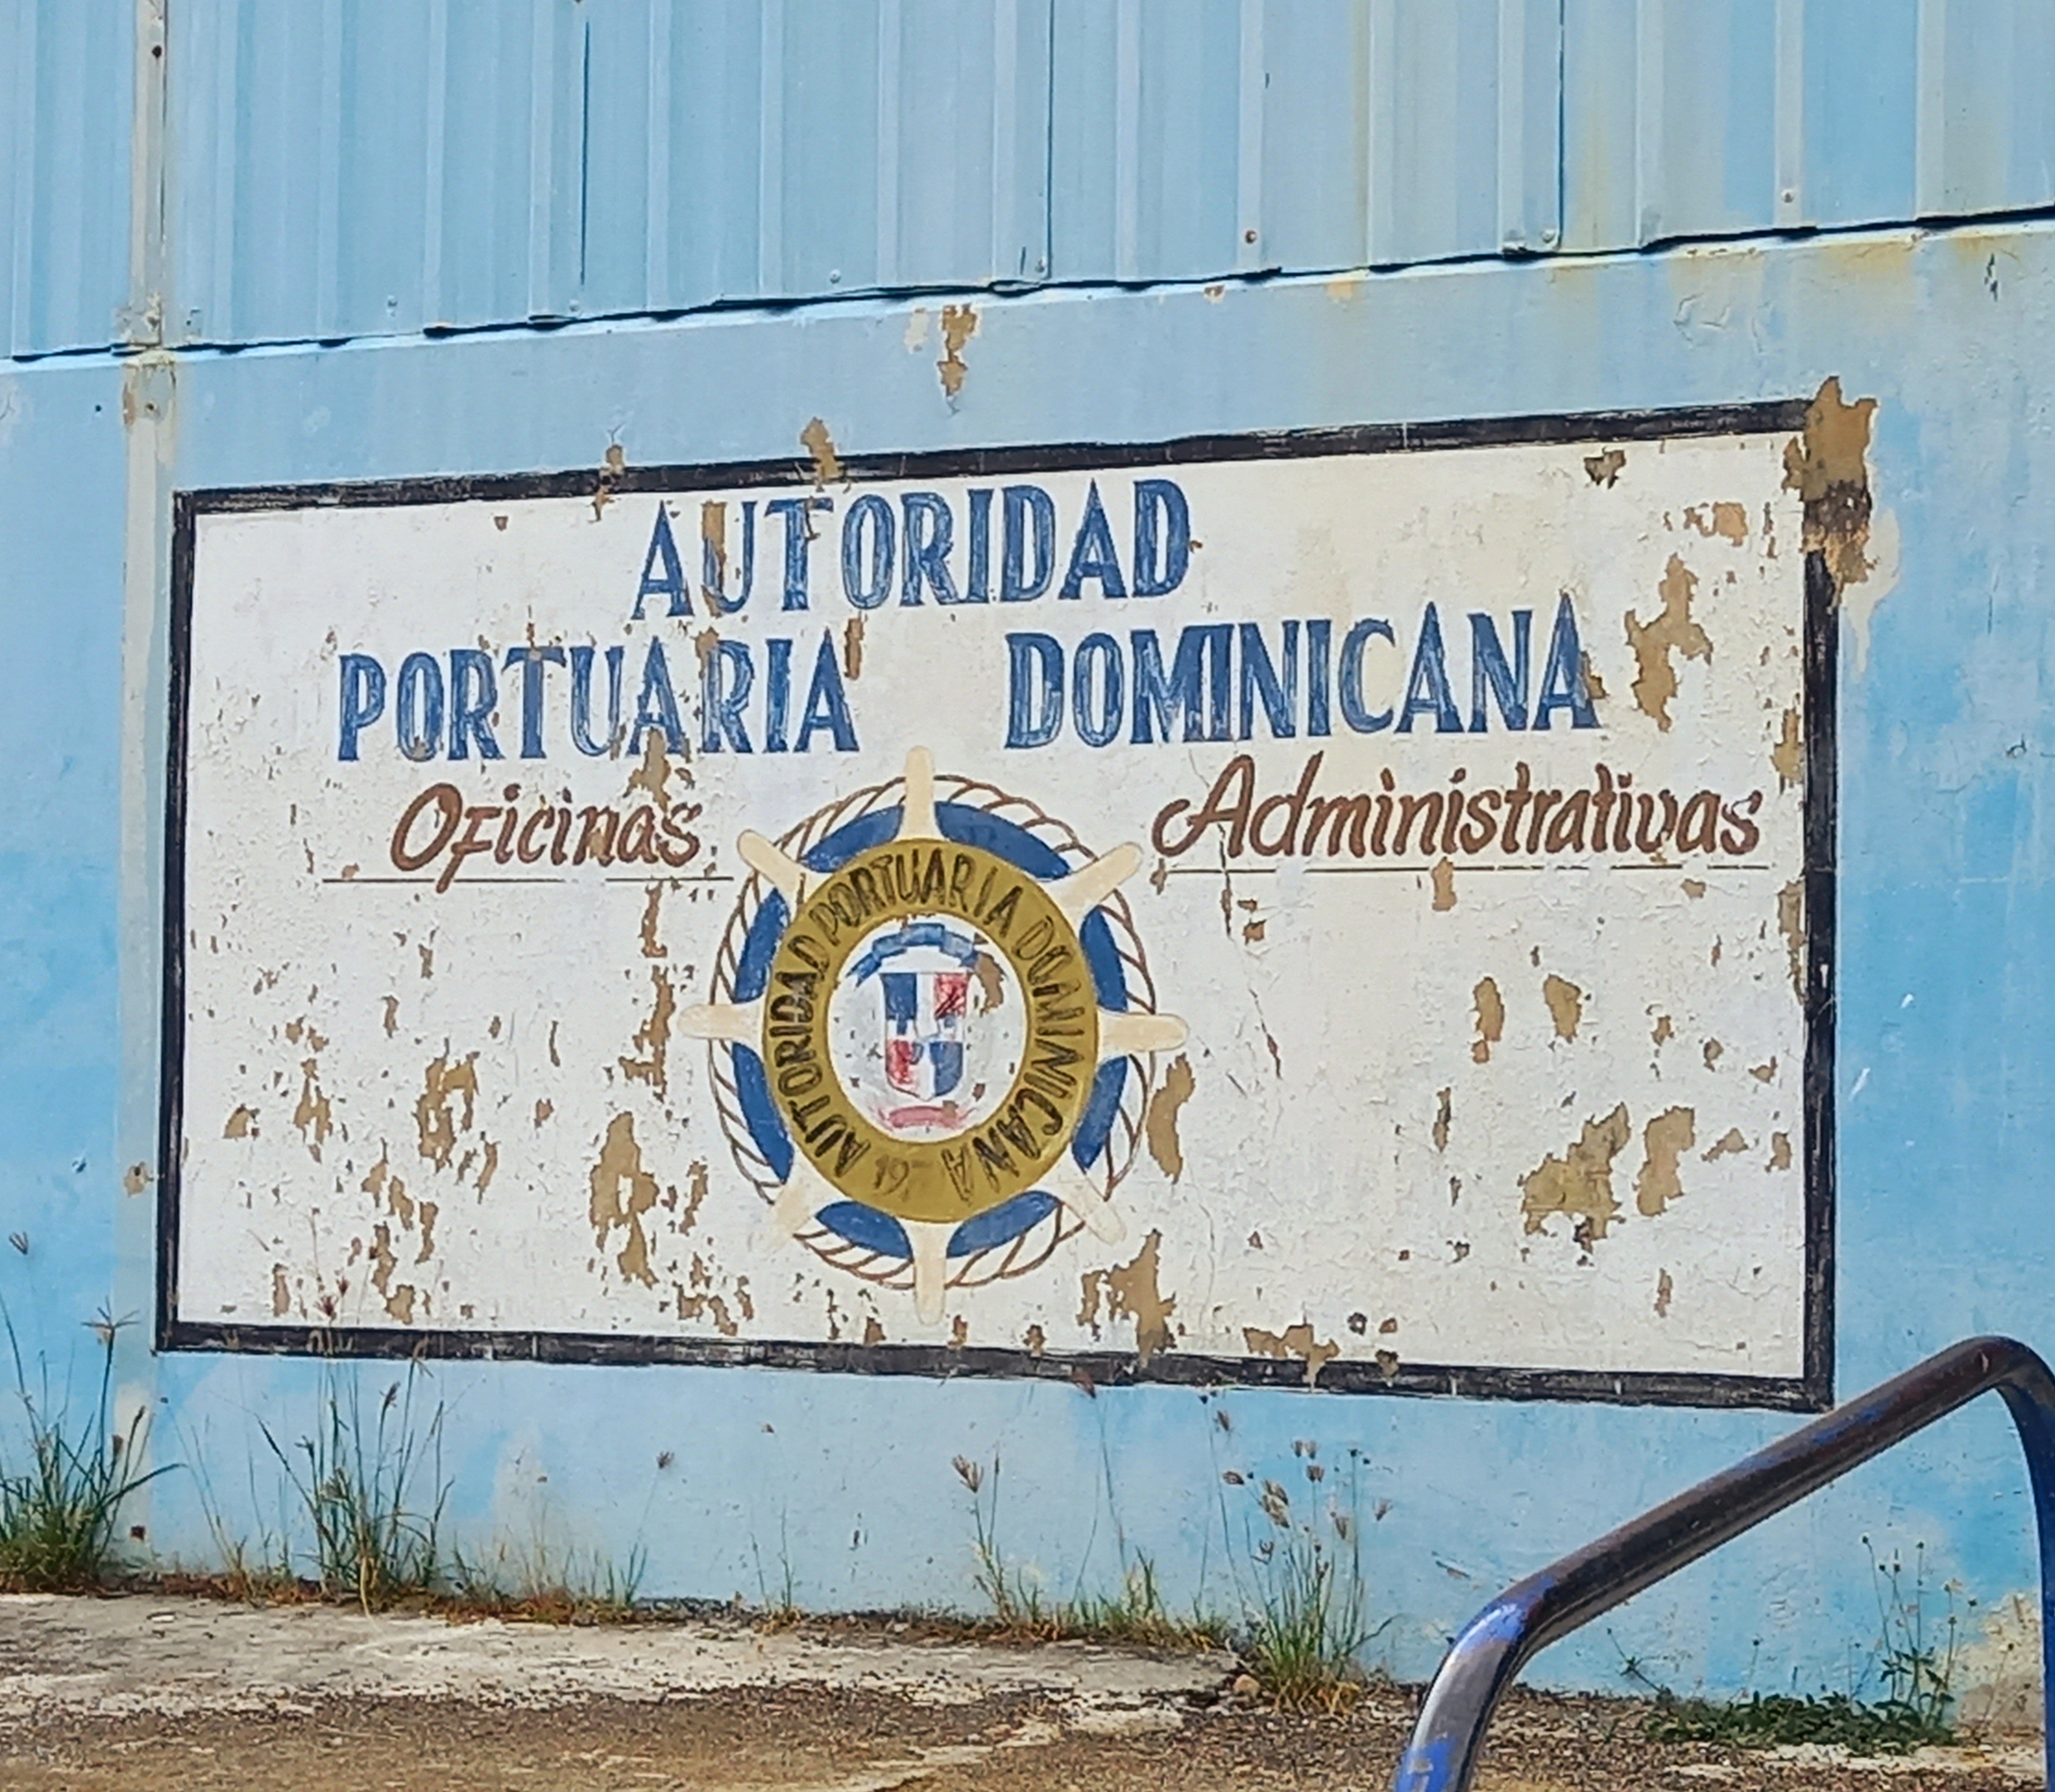 AUTORIDAD
PORTUARIA DOMINICANA
Oficinas Administrativas
AUTORIDAD PORTUARIA DOMINICANA